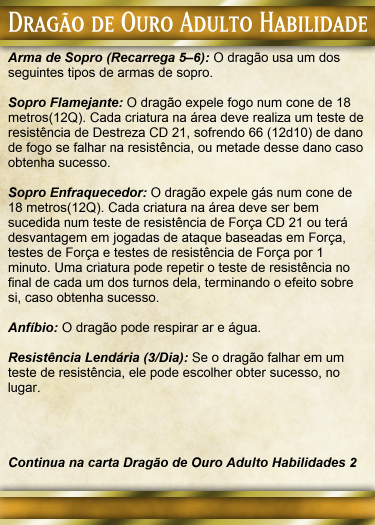 Dragão de Ouro Adulto Habilidade
Arma de Sopro (Recarrega 5–6): O dragão usa um dos
seguintes tipos de armas de sopro.
Sopro Flamejante: O dragão expele fogo num cone de 18
metros(12Q). Cada criatura na área deve realiza um teste de
resistência de Destreza CD 21, sofrendo 66 (12d10) de dano
de fogo se falhar na resistência, ou metade desse dano caso
obtenha sucesso.
Sopro Enfraquecedor: O dragão expele gás num cone de
18 metros(12Q). Cada criatura na área deve ser bem
sucedida num teste de resistência de Força CD 21 ou terá
desvantagem em jogadas de ataque baseadas em Força,
testes de Força e testes de resistência de Força por 1
minuto. Uma criatura pode repetir o teste de resistência no
final de cada um dos turnos dela, terminando o efeito sobre
si, caso obtenha sucesso.
Anfíbio: O dragão pode respirar ar e água.
Resistência Lendária (3/Dia): Se o dragão falhar em um
teste de resistência, ele pode escolher obter sucesso, no
lugar.
Continua na carta Dragão de Ouro Adulto Habilidades 2